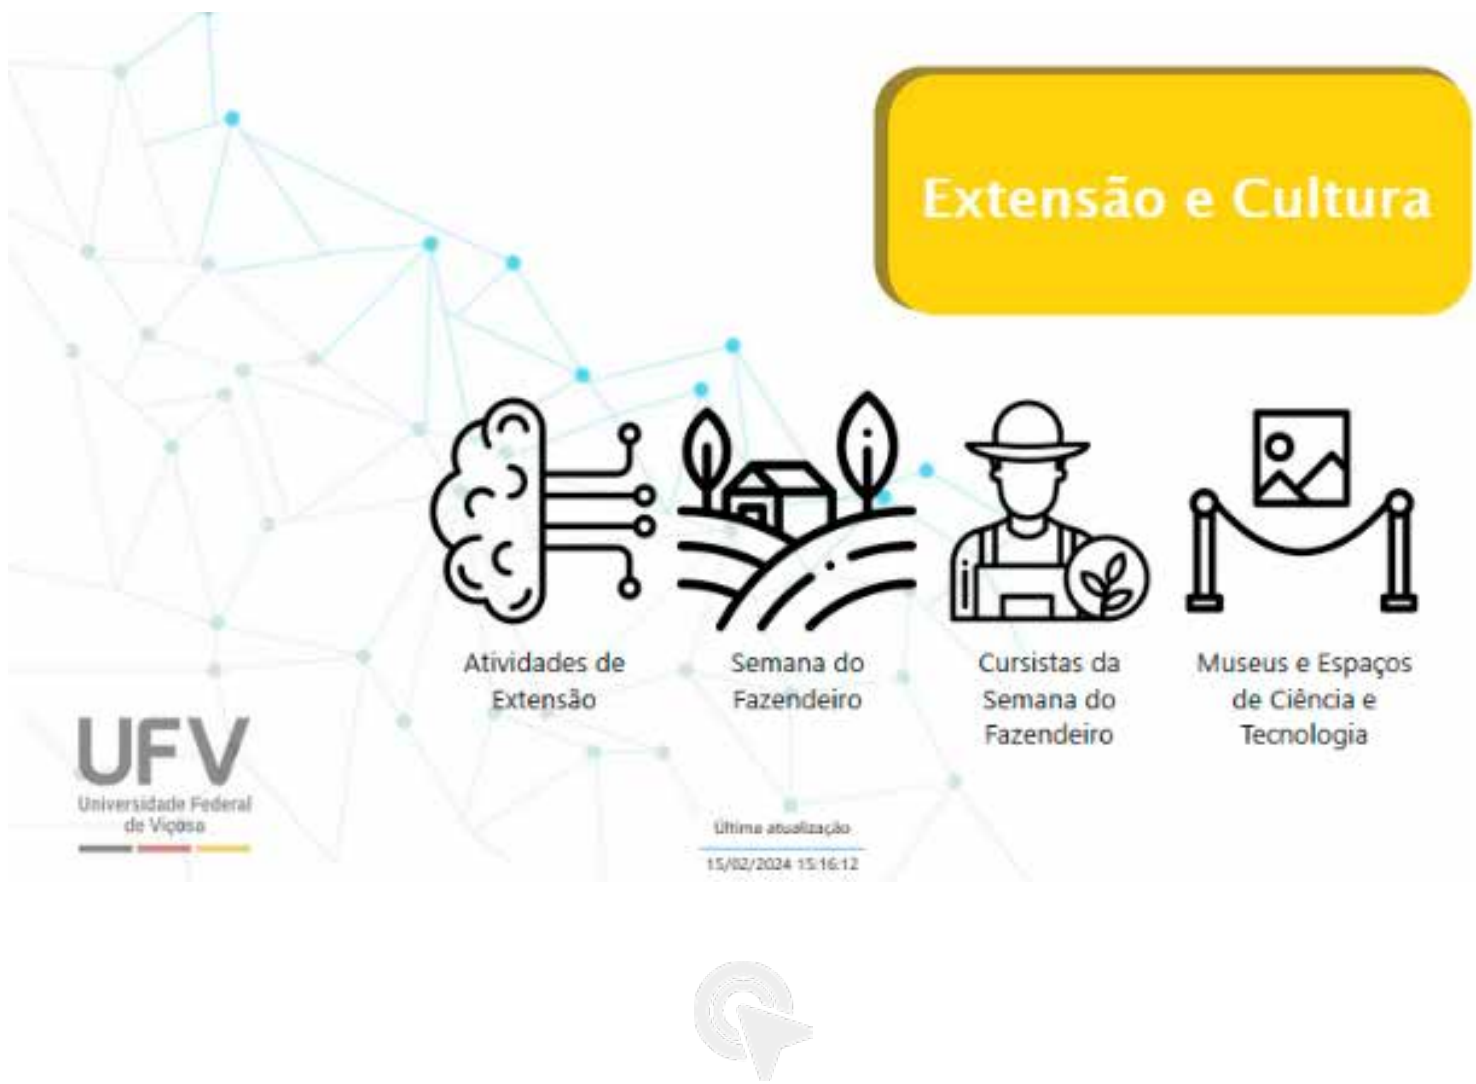 Extensão e Cultura
Atividades de
Extensão
Semana do
Fazendeiro
Cursistas da
Semana do
Fazendeiro
Museus e Espaços
de Ciência e
Tecnologia
UFV
Universidade Federal
de Viçosa
Última atualização
15/02/2024 15:16:12